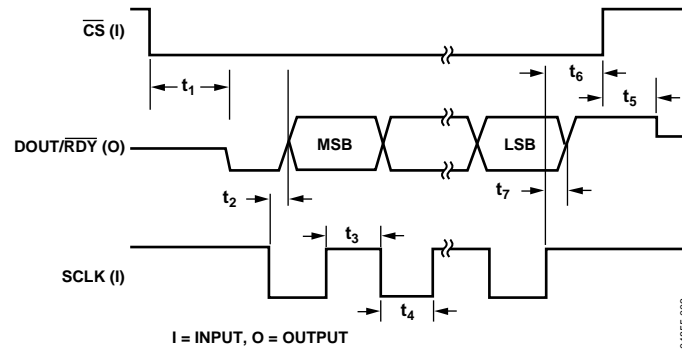 CS (I)
t6
t1
t5
DOUT/RDY (O)
MSB
LSB
t2
t7
t3
SCLK (I)
t4
I = INPUT, O = OUTPUT